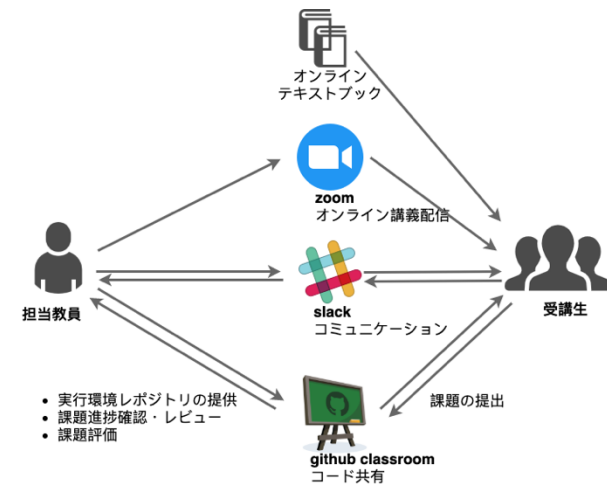 オンライン
テキストブック
zoom
オンライン講義配信
担当教員
slack
コミュニケーション
受講生
• 実行環境レポジトリの提供
• 課題進捗確認・レビュー
• 課題評価
課題の提出
github classroom
コード共有